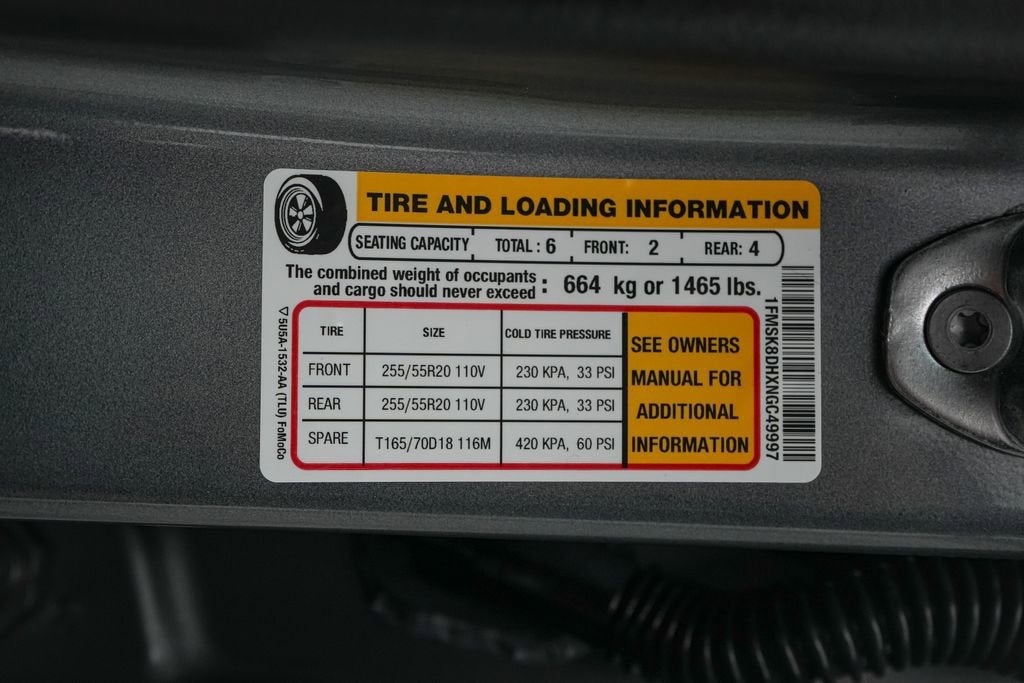 TIRE AND LOADING INFORMATION
SEATING CAPACITY TOTAL : 6 FRONT: 2 REAR: 4
The combined weight of occupants
and cargo should never exceed : 664 kg or 1465 lbs.
TIRE SIZE COLD TIRE PRESSURE
FRONT 255/55R20 110V 230 KPA, 33 PSI
REAR 255/55R20 110V 230 KPA, 33 PSI
SPARE T165/70D18 116M 420 KPA, 60 PSI
SEE OWNERS
MANUAL FOR
ADDITIONAL
INFORMATION
5U5A-1532-AA (TLU) FoMoCo
1FMSK8DHXNGC49997